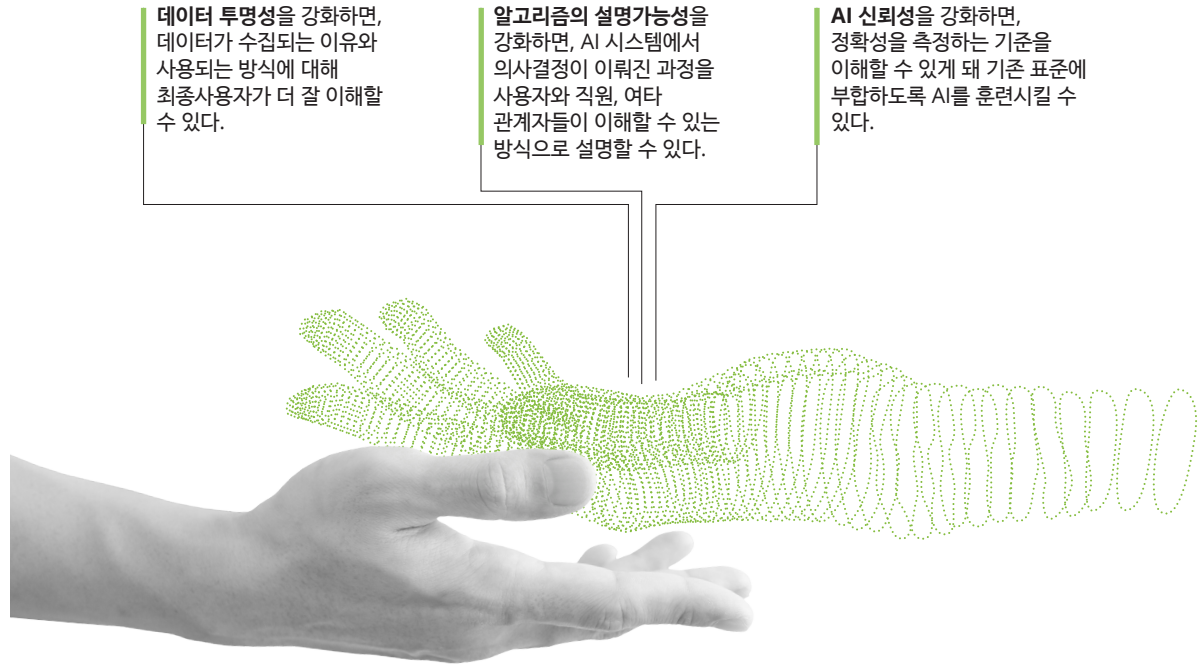 데이터 투명성을 강화하면,
데이터가 수집되는 이유와
사용되는 방식에 대해
최종사용자가 더 잘 이해할
수 있다.
알고리즘의 설명가능성을
강화하면, AI 시스템에서
의사결정이 이뤄진 과정을
사용자와 직원, 여타
관계자들이 이해할 수 있는
방식으로 설명할 수 있다.
AI 신뢰성을 강화하면,
정확성을 측정하는 기준을
이해할 수 있게 돼 기존 표준에
부합하도록 AI를 훈련시킬 수
있다.